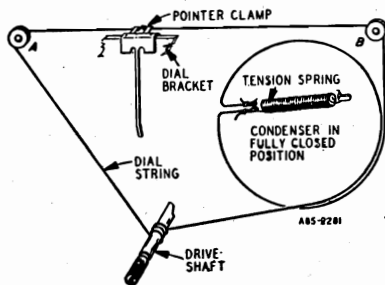 POINTER CLAMP
A
B
DIAL
BRACKET
TENSION SPRING
CONDENSER IN
FULLY CLOSED
POSITION
DIAL
STRING
A85-8281
DRIVE-
SHAFT